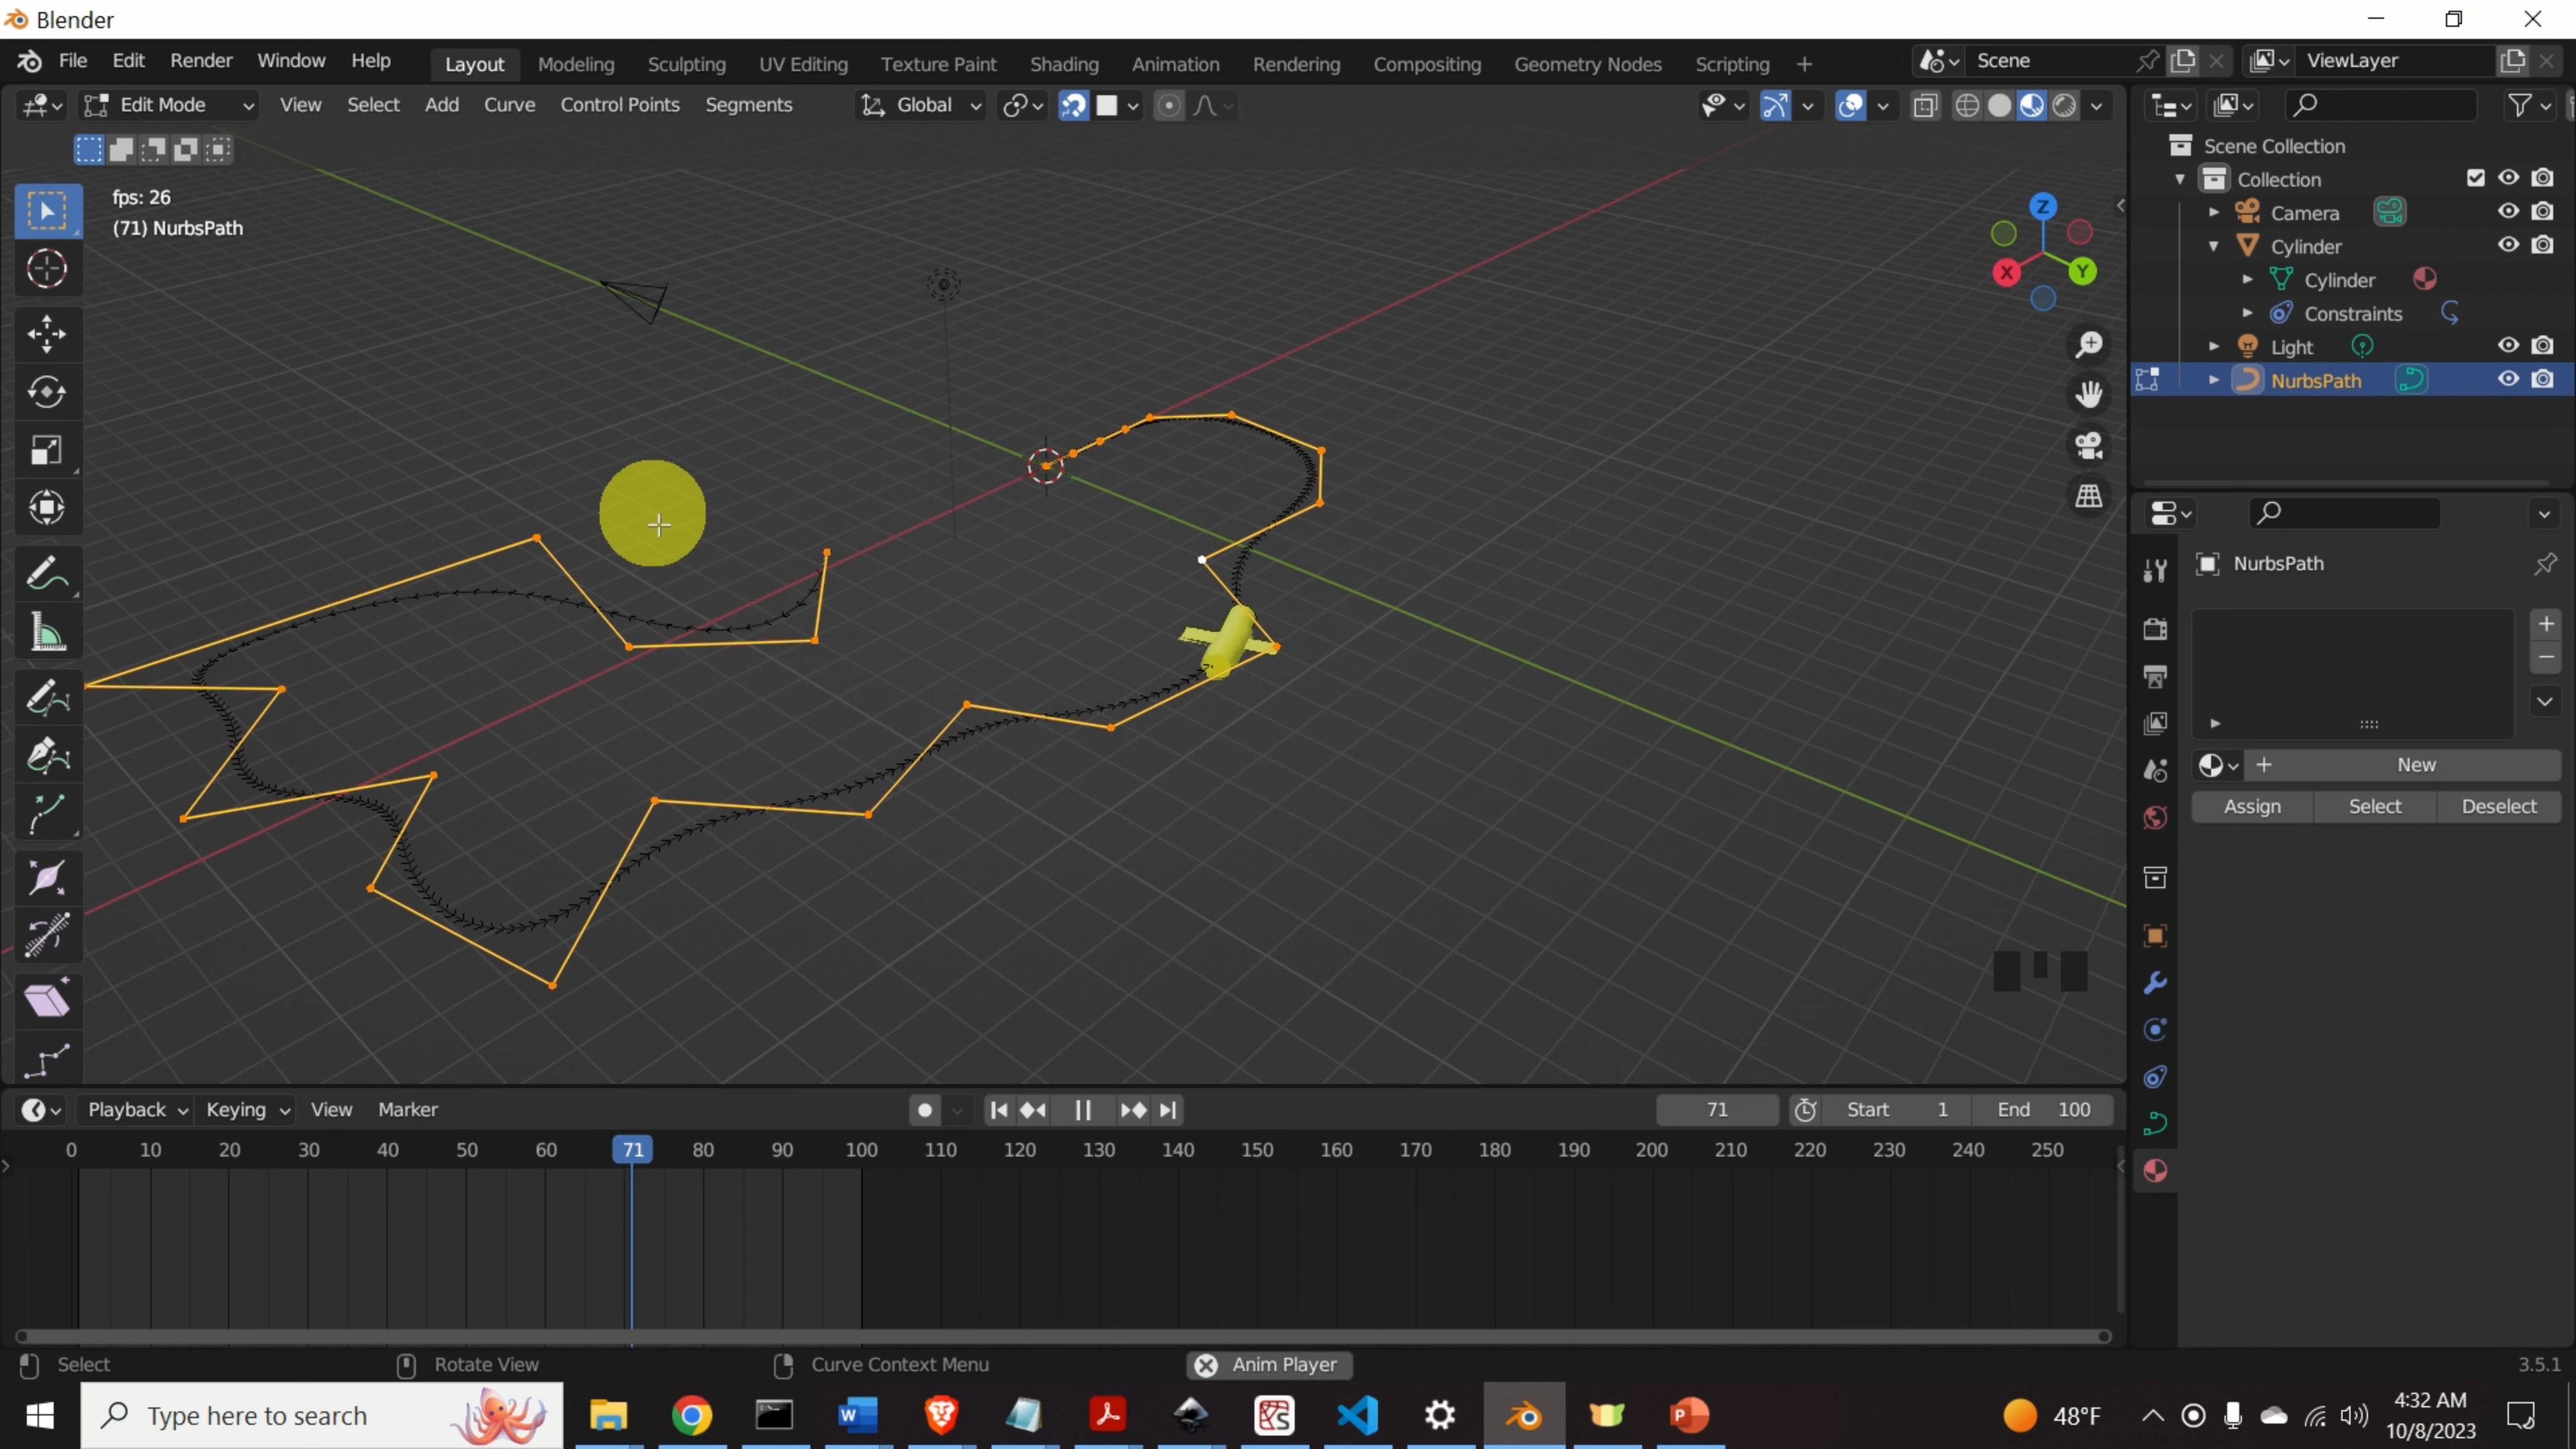 Blender
File Edit Render Window Help Layout Modeling Sculpting UV Editing Texture Paint Shading Animation Rendering Compositing Geometry Nodes Scripting + Scene ViewLayer
Edit Mode View Select Add Curve Control Points Segments Global
fps: 26
(71) NurbsPath
Z
X
Y
Scene Collection
Collection
Camera
Cylinder
Cylinder
Constraints
Light
NurbsPath
NurbsPath
New
Assign Select Deselect
Playback Keying View Marker 71 Start 1 End 100
0 10 20 30 40 50 60 71 80 90 100 110 120 130 140 150 160 170 180 190 200 210 220 230 240 250
Select Rotate View Curve Context Menu Anim Player 3.5.1
Type here to search
48°F
4:32 AM
10/8/2023